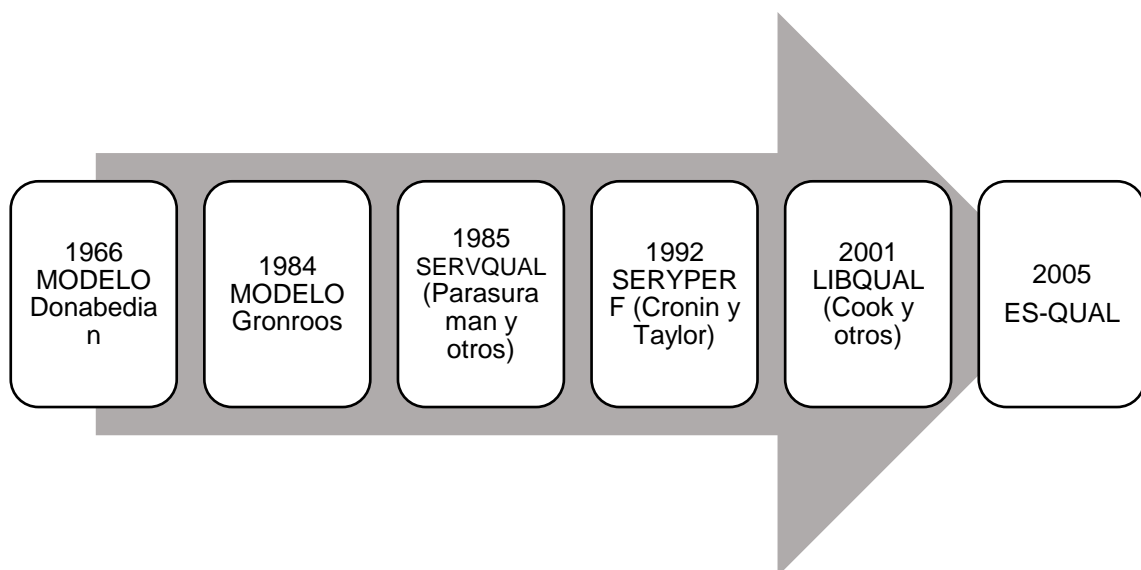 1966
MODELO
Donabedia
n
1984
MODELO
Gronroos
1985
SERVQUAL
(Parasura
man y
otros)
1992
SERYPER
F (Cronin y
Taylor)
2001
LIBQUAL
(Cook y
otros)
2005
ES-QUAL